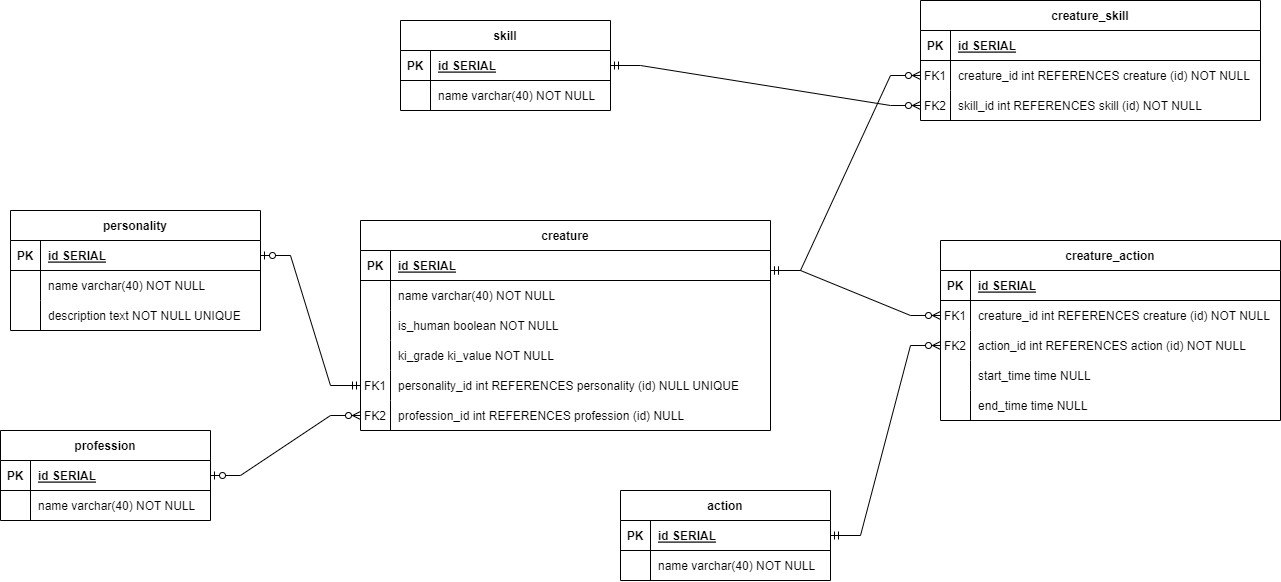 skill
PK id SERIAL
name varchar(40) NOT NULL
creature_skill
PK id SERIAL
FK1 creature_id int REFERENCES creature (id) NOT NULL
FK2 skill_id int REFERENCES skill (id) NOT NULL
personality
PK id SERIAL
name varchar(40) NOT NULL
description text NOT NULL UNIQUE
creature
PK id SERIAL
name varchar(40) NOT NULL
is_human boolean NOT NULL
ki_grade ki_value NOT NULL
FK1 personality_id int REFERENCES personality (id) NULL UNIQUE
FK2 profession_id int REFERENCES profession (id) NULL
creature_action
PK id SERIAL
FK1 creature_id int REFERENCES creature (id) NOT NULL
FK2 action_id int REFERENCES action (id) NOT NULL
start_time time NULL
end_time time NULL
profession
PK id SERIAL
name varchar(40) NOT NULL
action
PK id SERIAL
name varchar(40) NOT NULL